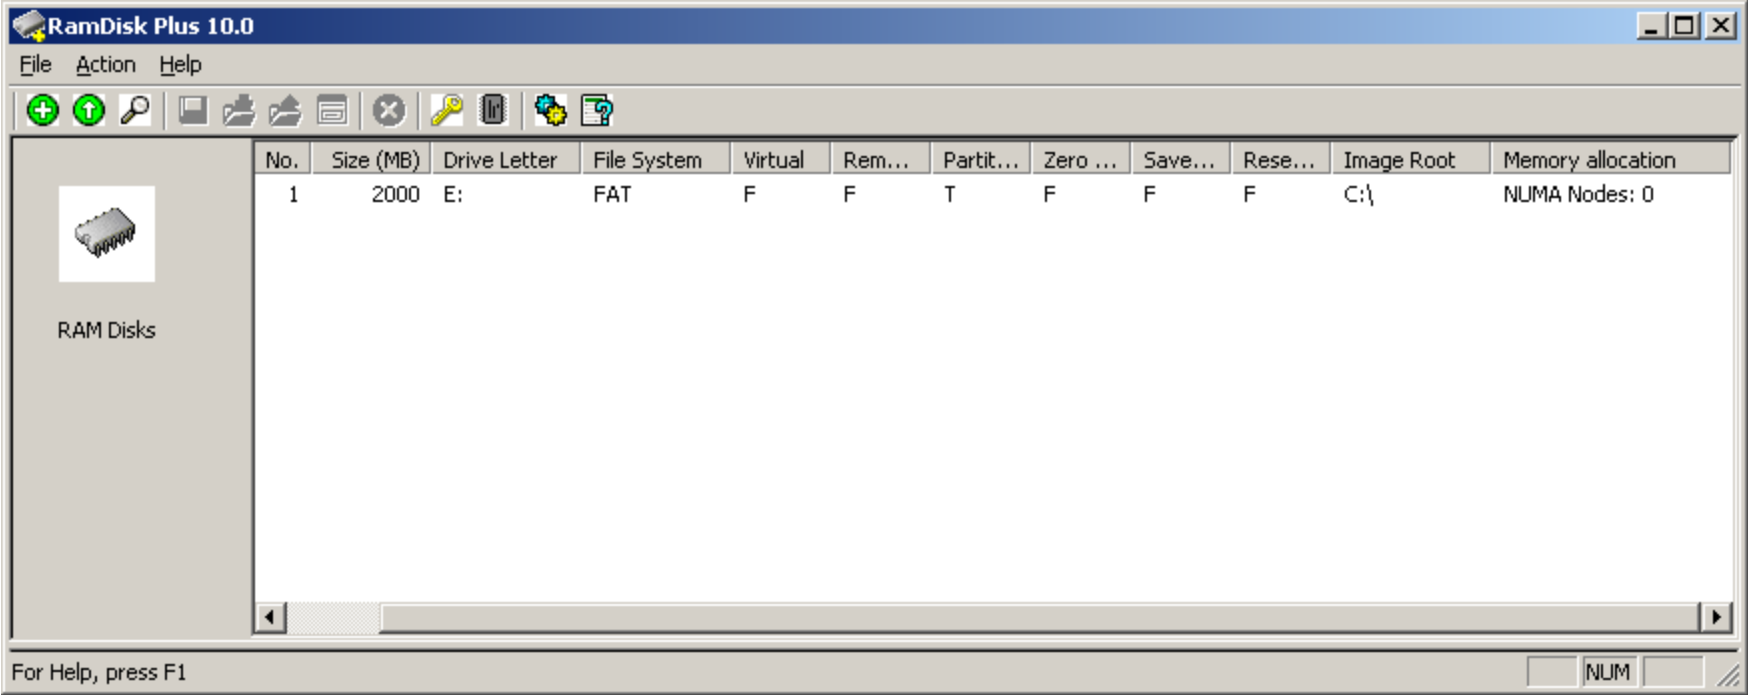 RamDisk Plus 10.0
File Action Help
No. Size (MB) Drive Letter File System Virtual Rem... Partit... Zero ... Save... Rese... Image Root Memory allocation
1 2000 E: FAT F F T F F F C:\ NUMA Nodes: 0
RAM Disks
For Help, press F1 NUM